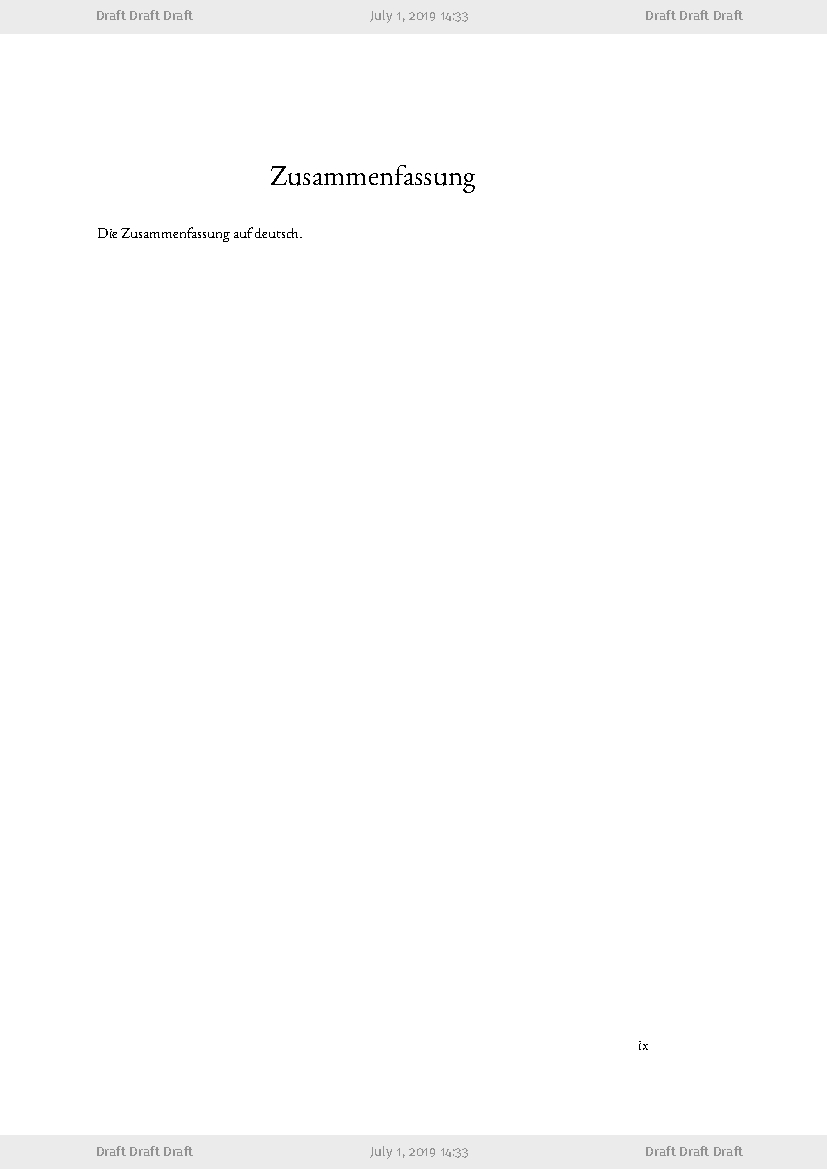 Draft Draft Draft July 1, 2019 14:33 Draft Draft Draft
Zusammenfassung
Die Zusammenfassung auf deutsch.
ix
Draft Draft Draft July 1, 2019 14:33 Draft Draft Draft